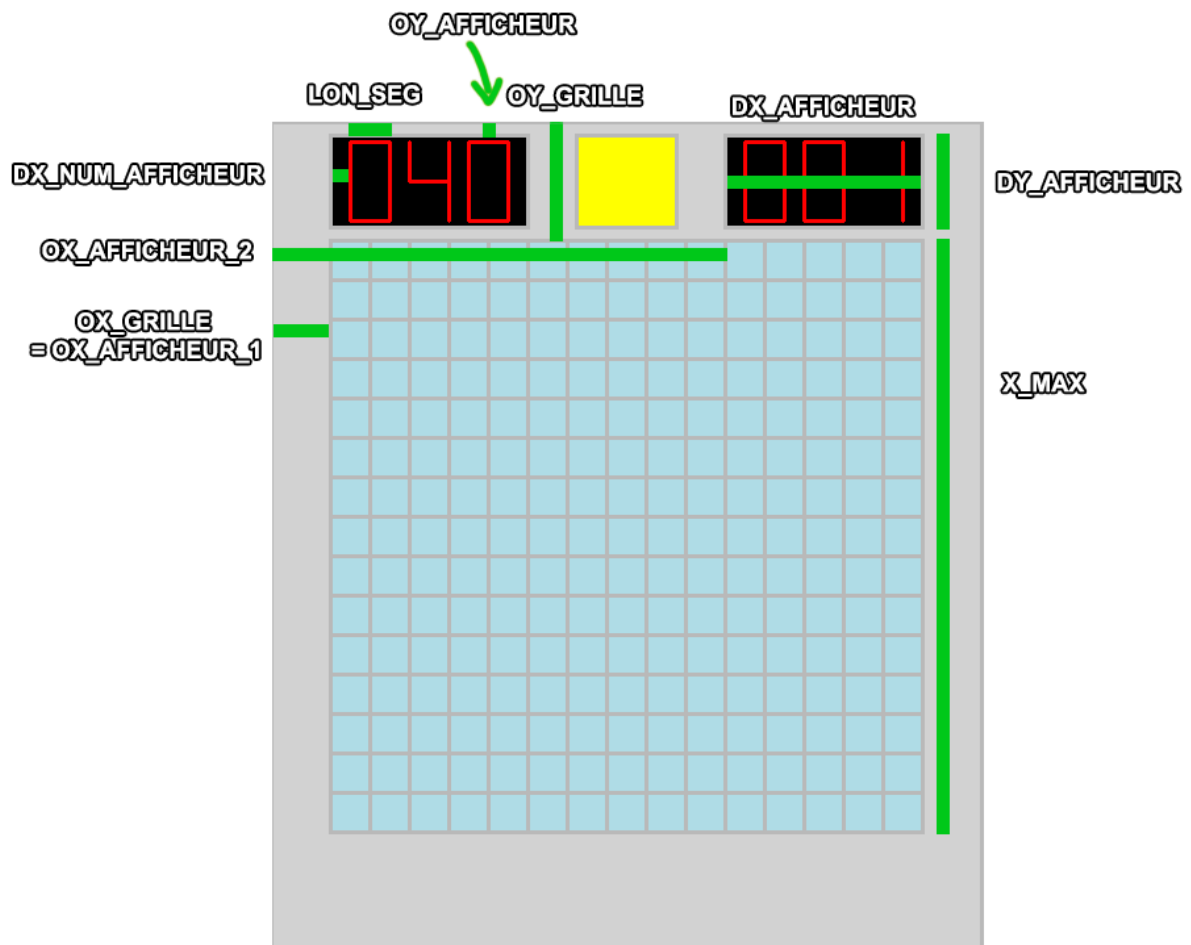 OY_AFFICHEUR
LON_SEG
OY_GRILLE
DX_AFFICHEUR
DX_NUM_AFFICHEUR
040
001
DY_AFFICHEUR
OX_AFFICHEUR_2
OX_GRILLE
= OX_AFFICHEUR_1
X_MAX